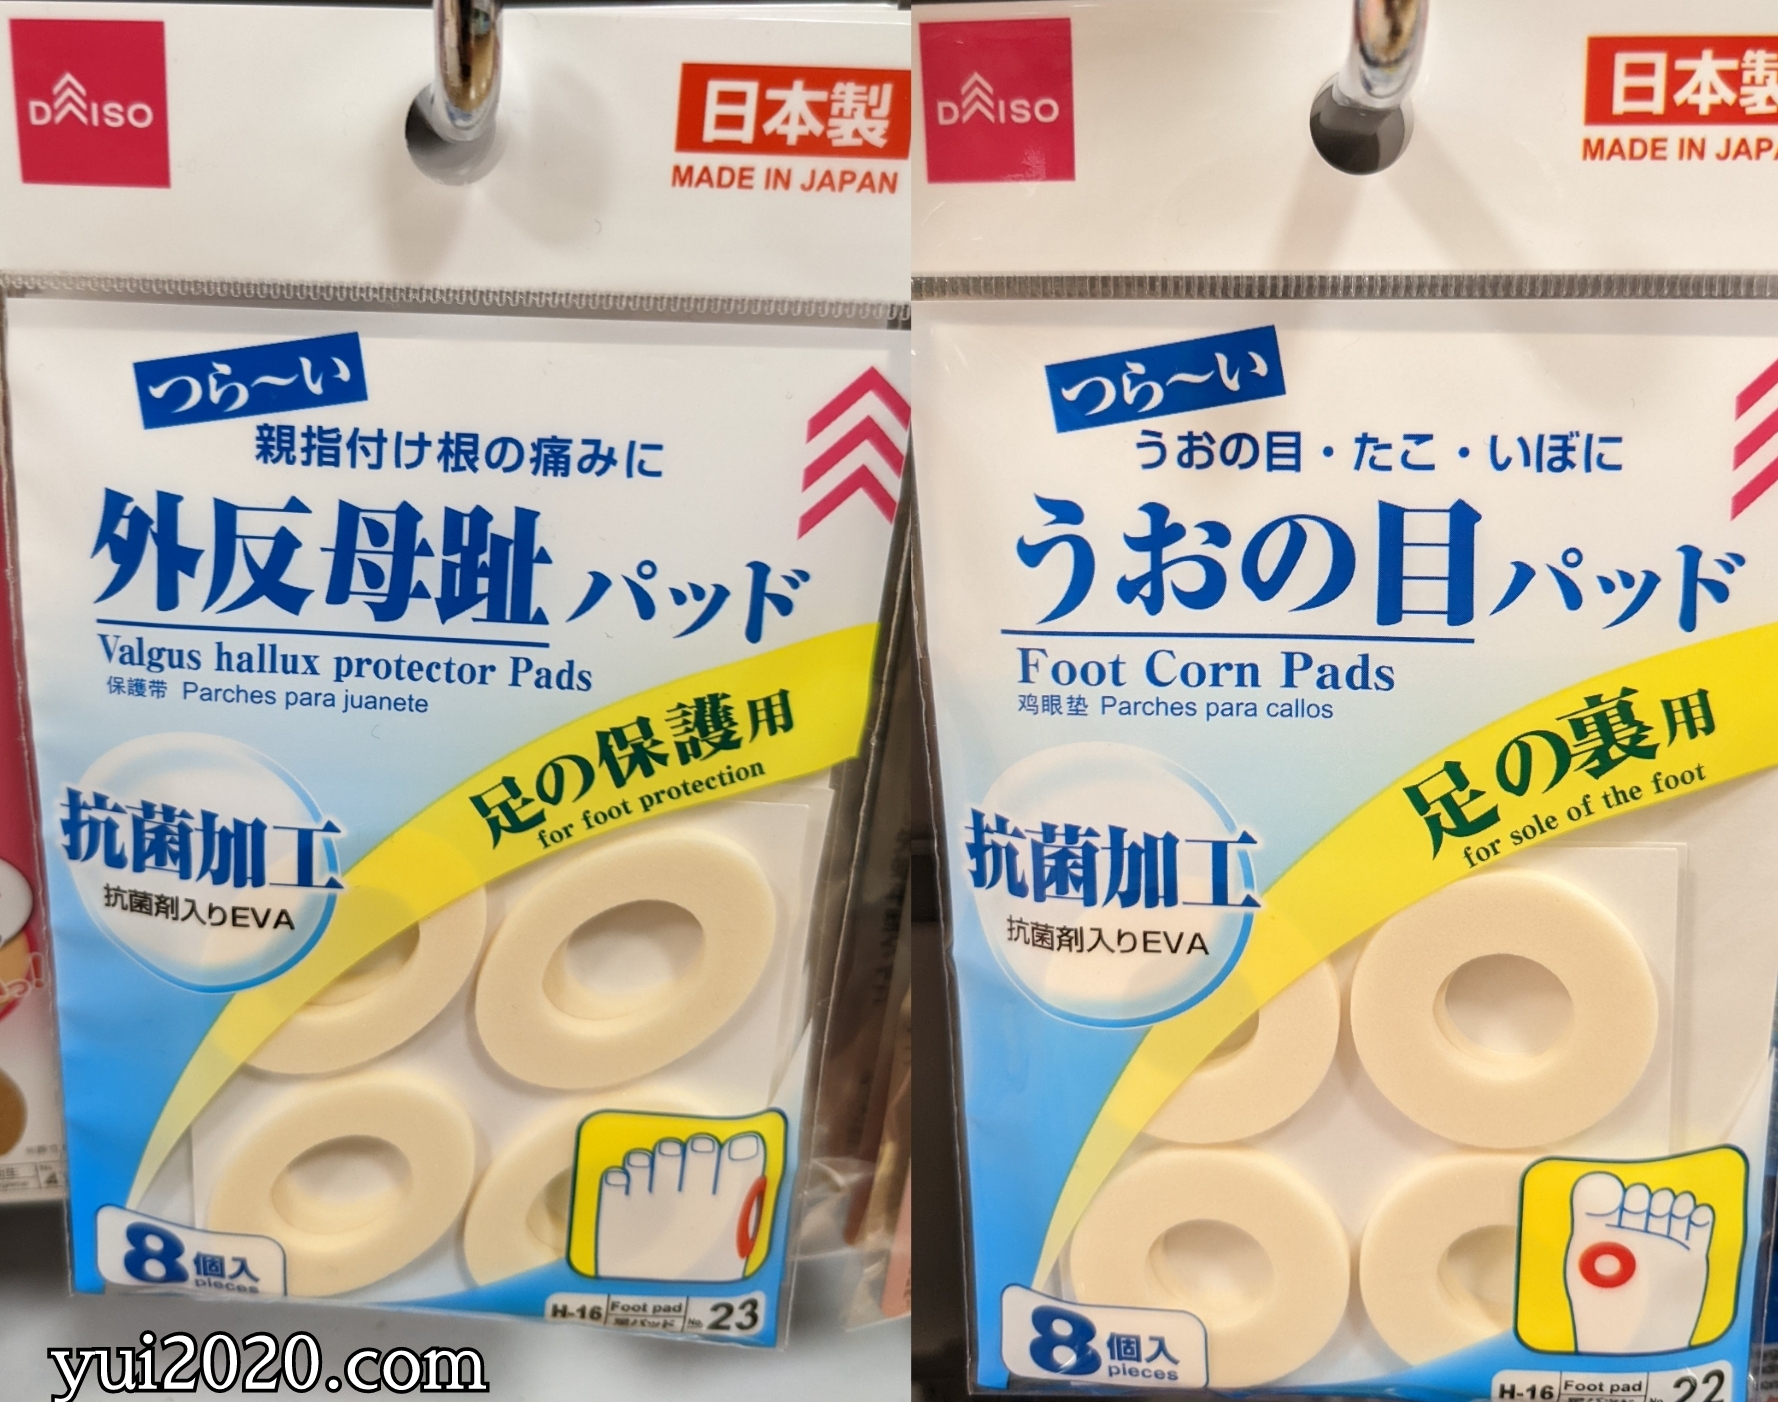 DAISO
日本製
MADE IN JAPAN
つら〜い
親指付け根の痛みに
外反母趾パッド
Valgus hallux protector Pads
保護帯 Parches para juanete
足の保護用
for foot protection
抗菌加工
抗菌剤入りEVA
8個入
pieces
H-16 Foot pad No. 23
yui2020.com
DAISO
日本製
MADE IN JAPA
つら〜い
うおの目・たこ・いぼに
うおの目パッド
Foot Corn Pads
鸡眼垫 Parches para callos
足の裏用
for sole of the foot
抗菌加工
抗菌剤入りEVA
8個入
pieces
H-16 Foot pad No. 22